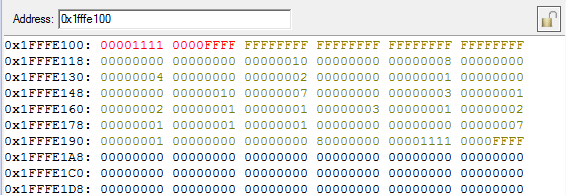 Address: 0x1fffe100
0x1FFFE100: 00001111 0000FFFF FFFFFFFF FFFFFFFF FFFFFFFF FFFFFFFF
0x1FFFE118: 00000000 00000000 00000010 00000000 00000008 00000000
0x1FFFE130: 00000004 00000000 00000002 00000000 00000001 00000000
0x1FFFE148: 00000000 00000010 00000007 00000000 00000003 00000001
0x1FFFE160: 00000002 00000001 00000001 00000003 00000001 00000002
0x1FFFE178: 00000001 00000001 00000001 00000000 00000000 00000007
0x1FFFE190: 00000001 00000000 00000000 80000000 00001111 0000FFFF
0x1FFFE1A8: 00000000 00000000 00000000 00000000 00000000 00000000
0x1FFFE1C0: 00000000 00000000 00000000 00000000 00000000 00000000
0x1FFFE1D8: 00000000 00000000 00000000 00000000 00000000 00000000